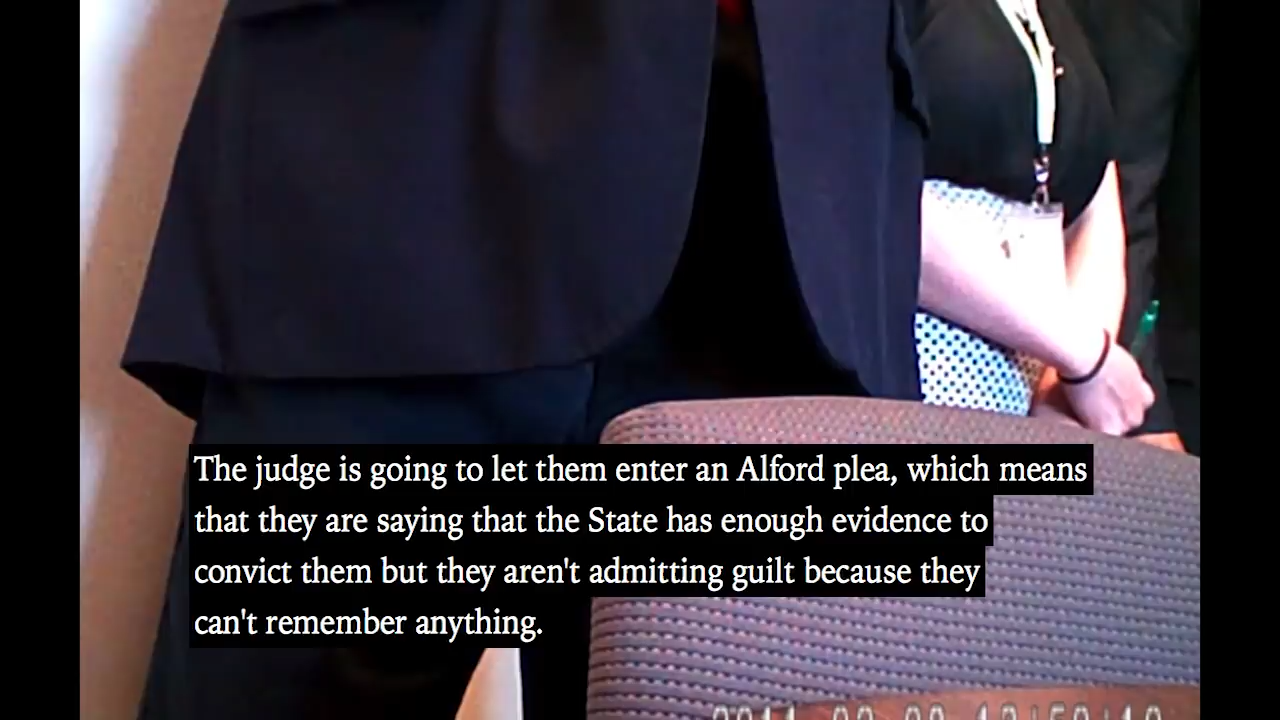 The judge is going to let them enter an Alford plea, which means
that they are saying that the State has enough evidence to
convict them but they aren't admitting guilt because they
can't remember anything.